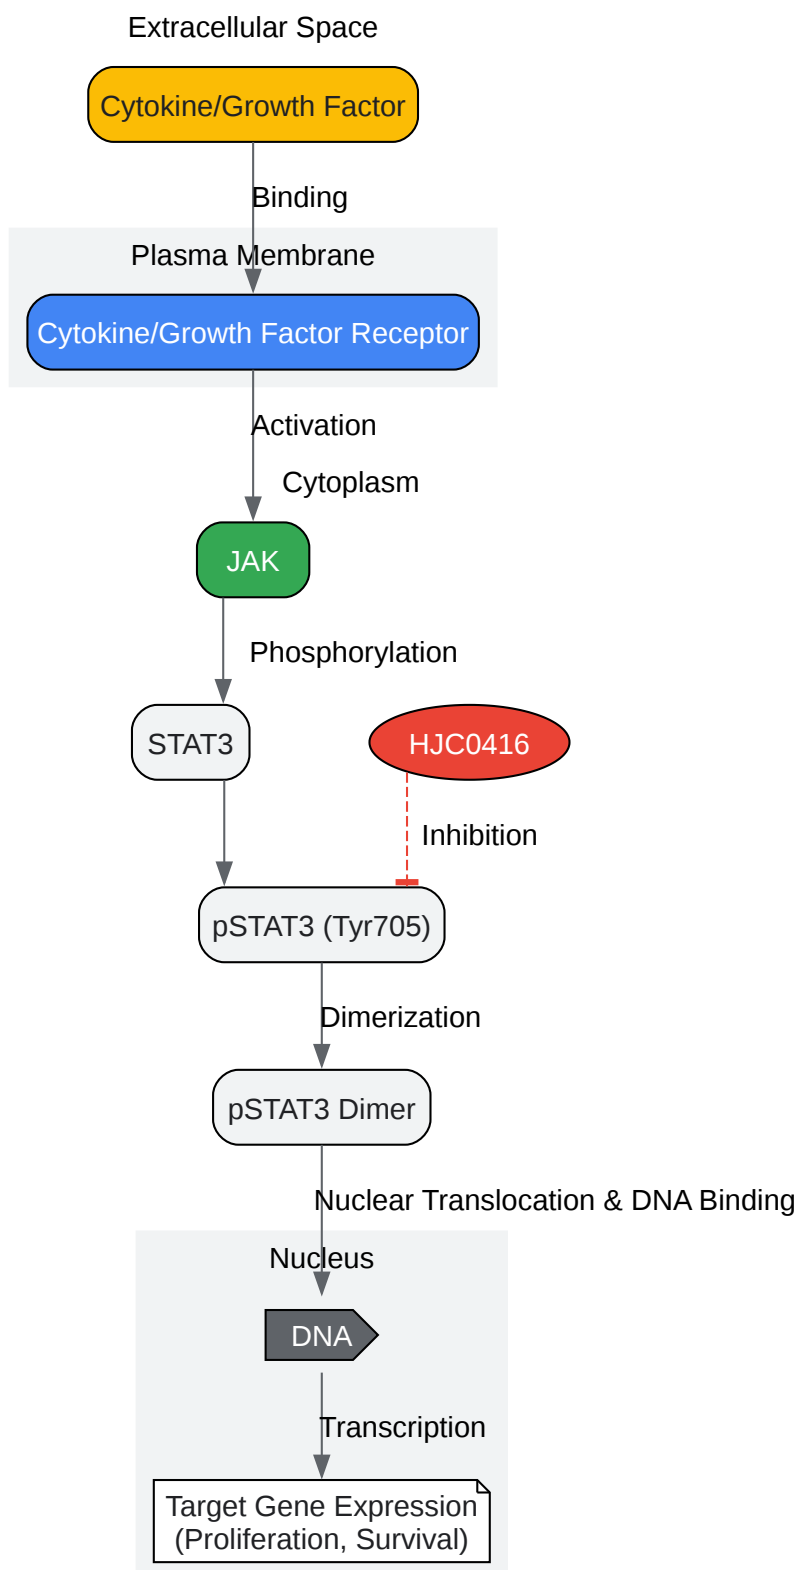 Extracellular Space
Cytokine/Growth Factor
Binding
Plasma Membrane
Cytokine/Growth Factor Receptor
Activation
Cytoplasm
JAK
Phosphorylation
STAT3
HJC0416
Inhibition
pSTAT3 (Tyr705)
Dimerization
pSTAT3 Dimer
Nuclear Translocation & DNA Binding
Nucleus
DNA
Transcription
Target Gene Expression
(Proliferation, Survival)